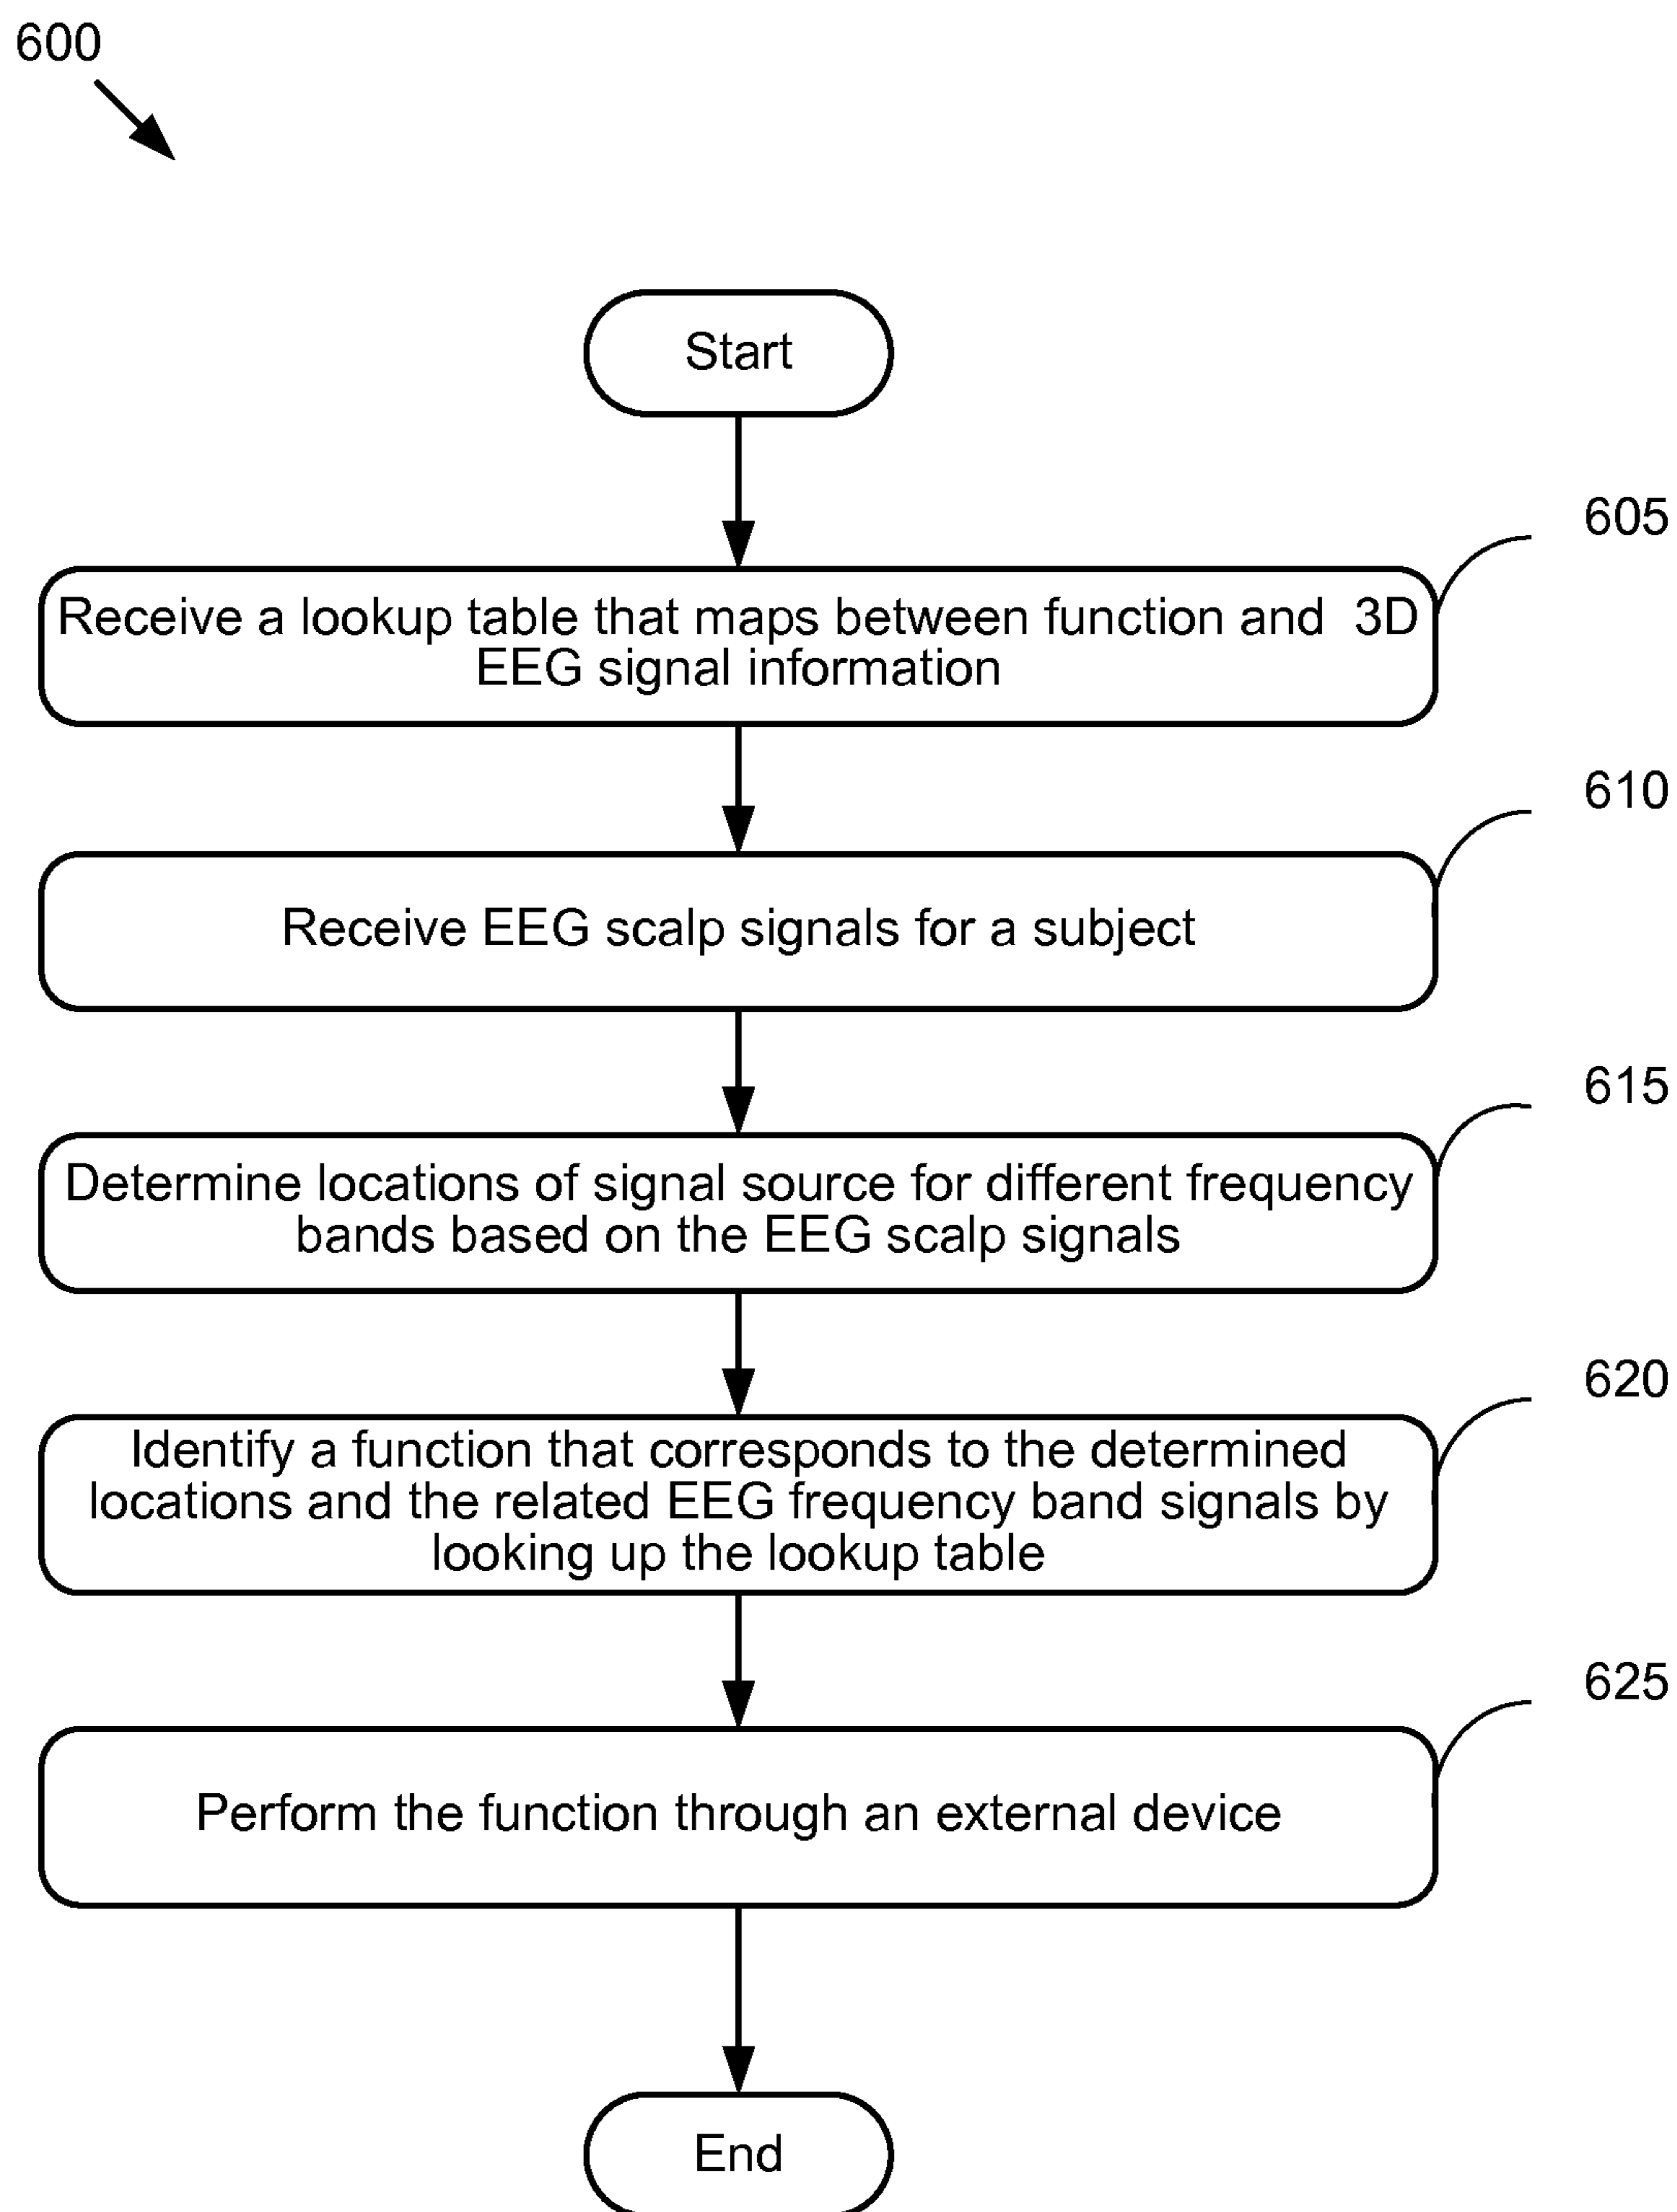 600
Start
605
Receive a lookup table that maps between function and 3D
EEG signal information
610
Receive EEG scalp signals for a subject
615
Determine locations of signal source for different frequency
bands based on the EEG scalp signals
620
Identify a function that corresponds to the determined
locations and the related EEG frequency band signals by
looking up the lookup table
625
Perform the function through an external device
End